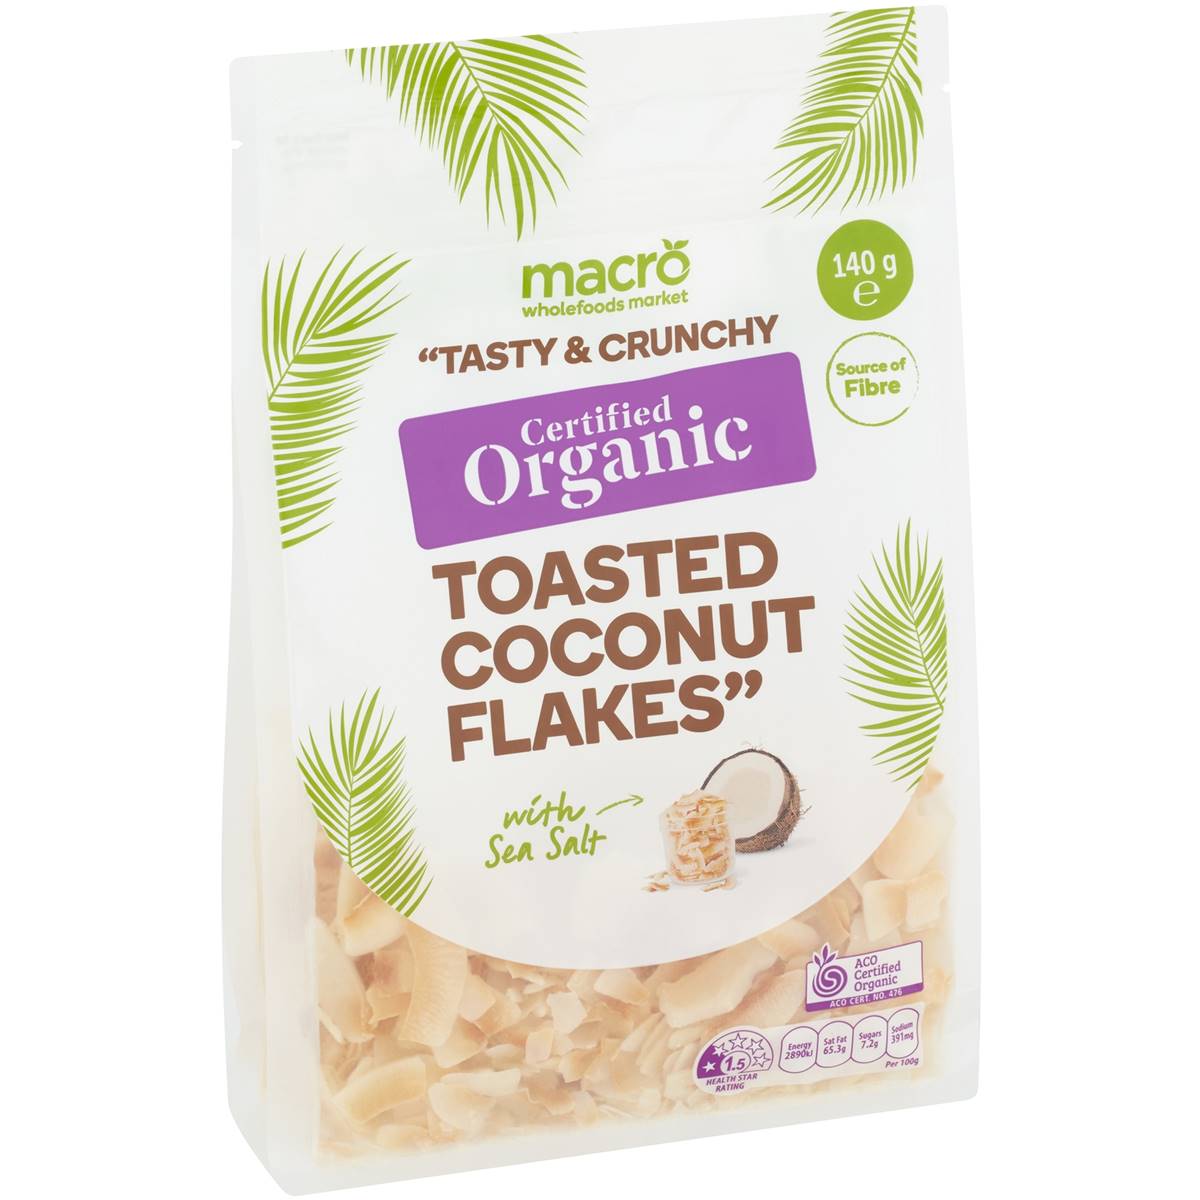 macro
wholefoods market
140 g
e
Source of
Fibre
“TASTY & CRUNCHY
Certified
Organic
TOASTED
COCONUT
FLAKES”
with
Sea Salt
ACO
Certified
Organic
ACO CERT. NO. 476
1.5
HEALTH STAR
RATING
Energy
2890kJ
Sat Fat
65.3g
Sugars
7.2g
Sodium
391mg
Per 100g